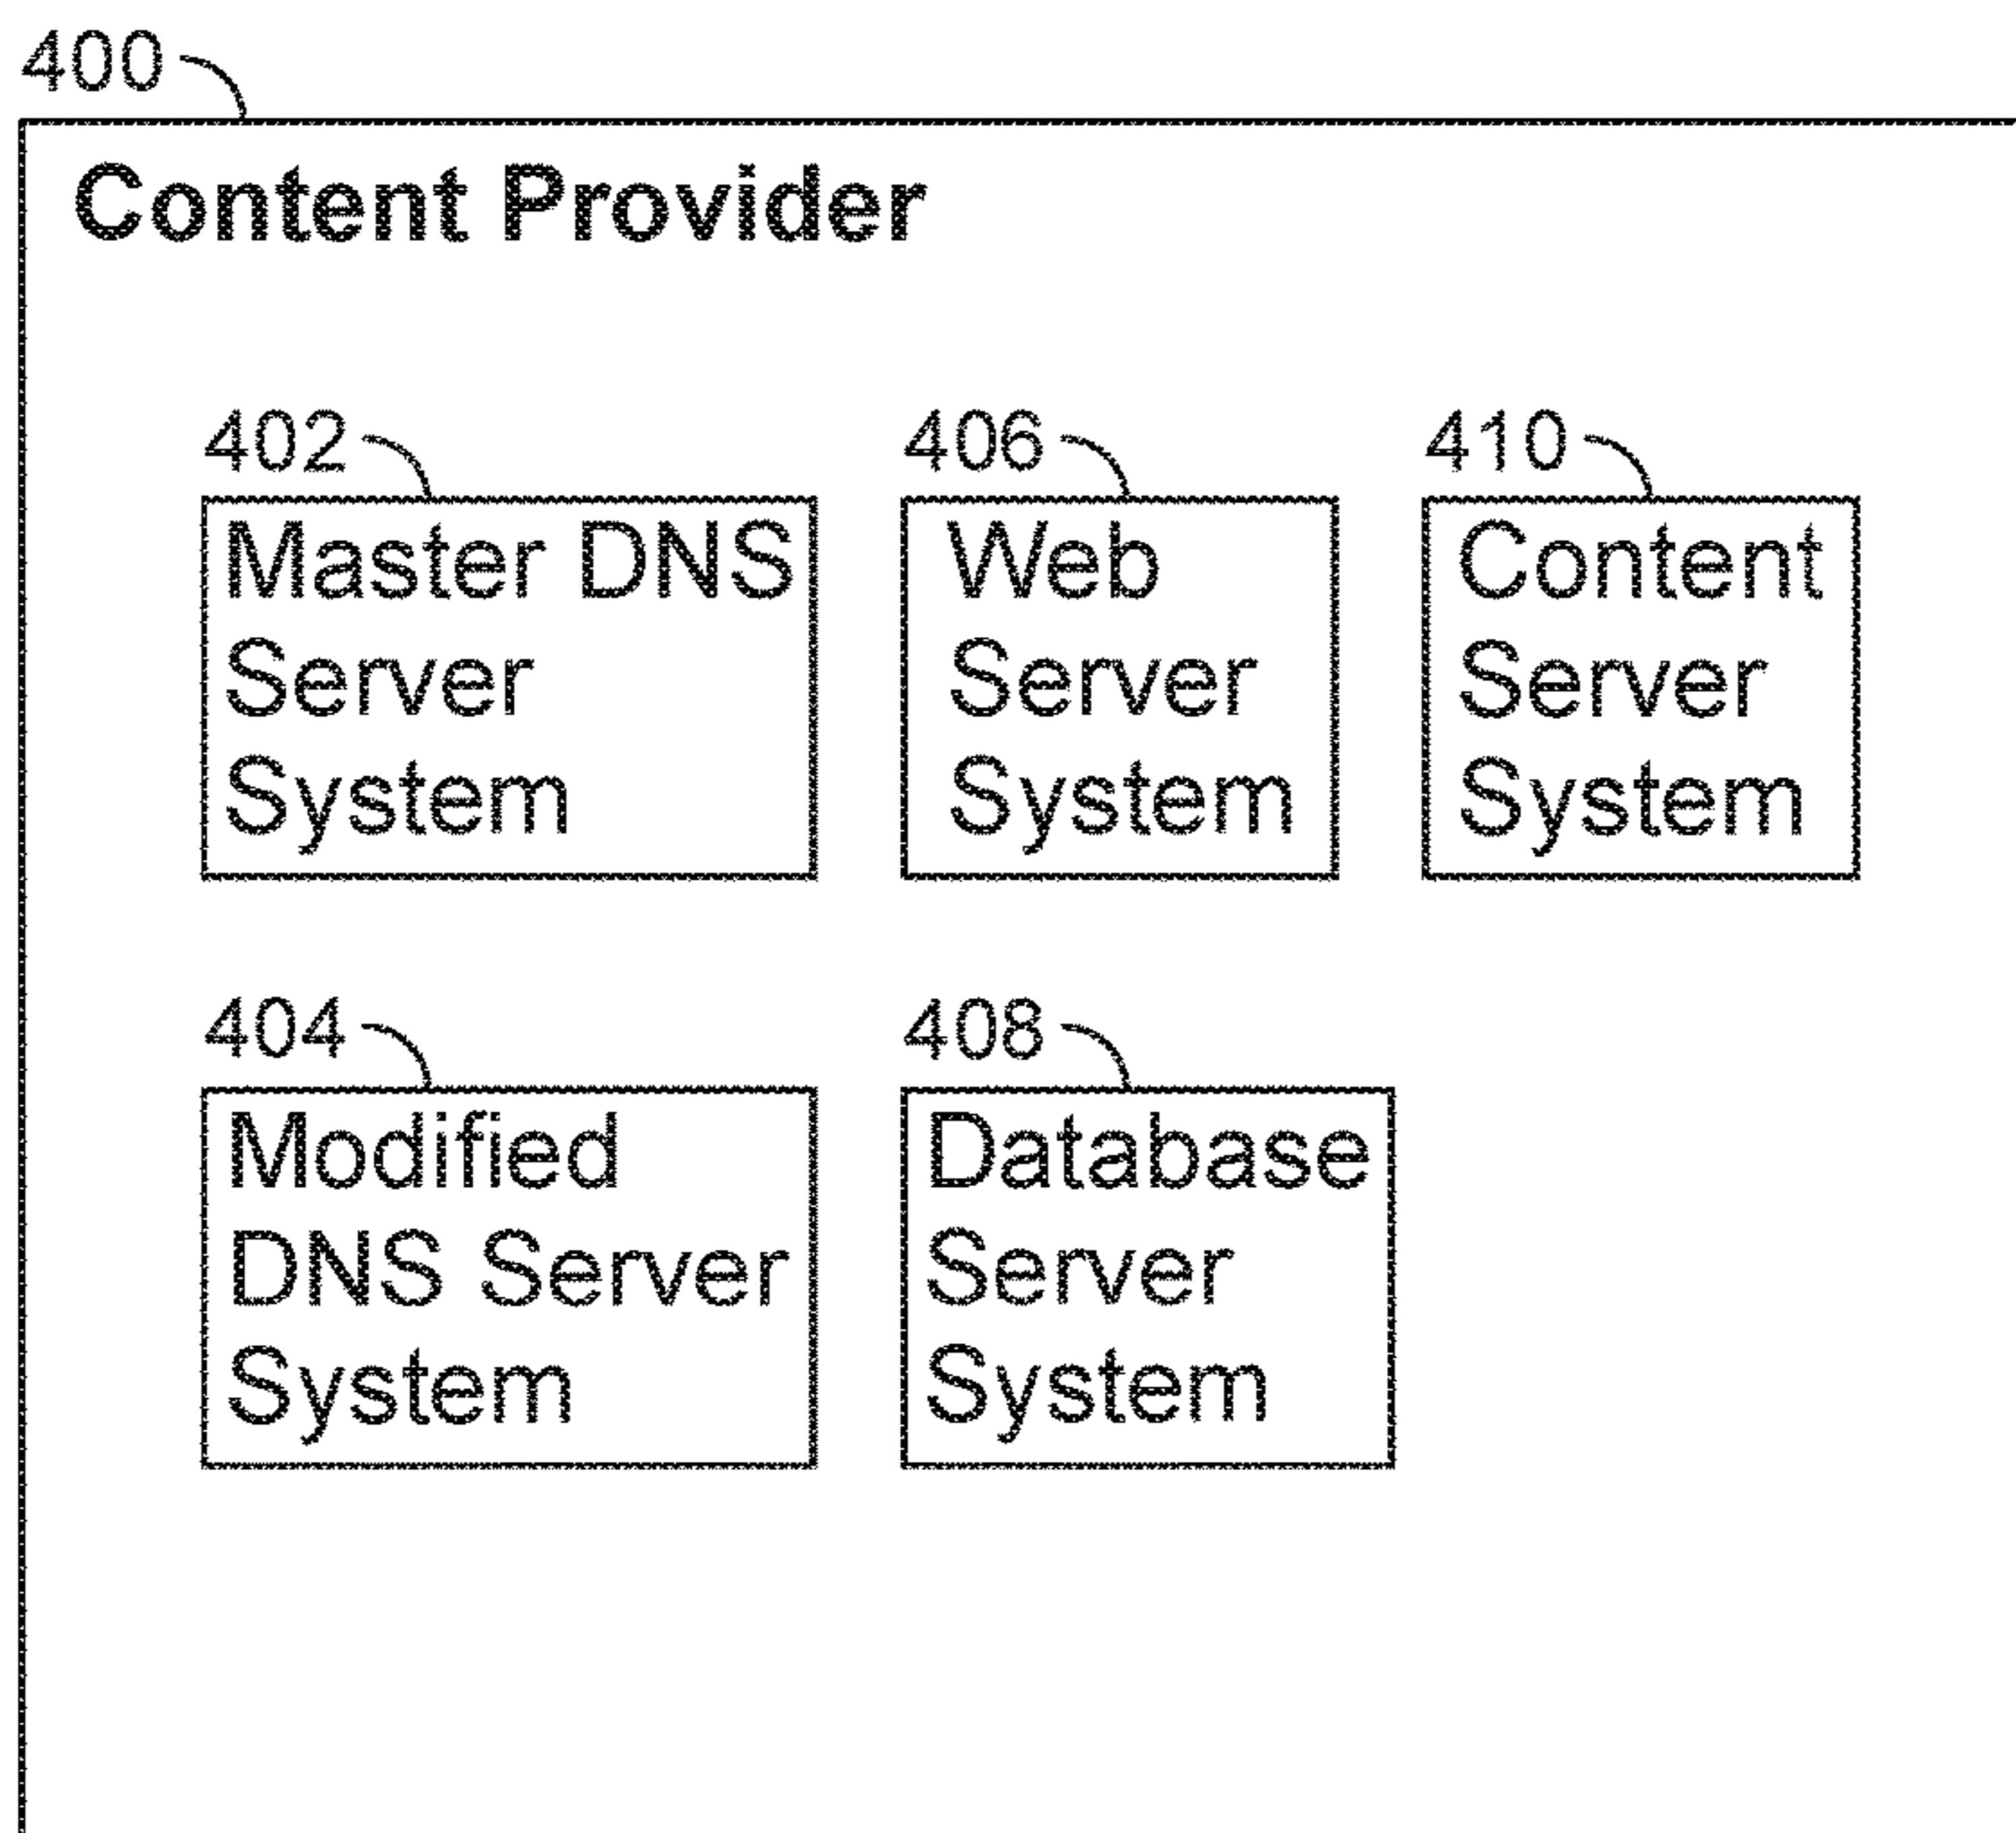 400
Content Provider
402
Master DNS
Server
System
406
Web
Server
System
410
Content
Server
System
404
Modified
DNS Server
System
408
Database
Server
System